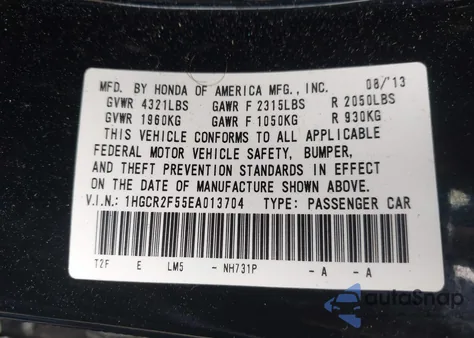 MFD. BY HONDA OF AMERICA MFG., INC. 08/'13
GVWR 4321LBS GAWR F 2315LBS R 2050LBS
GVWR 1960KG GAWR F 1050KG R 930KG
THIS VEHICLE CONFORMS TO ALL APPLICABLE
FEDERAL MOTOR VEHICLE SAFETY, BUMPER,
AND THEFT PREVENTION STANDARDS IN EFFECT
ON THE DATE OF MANUFACTURE SHOWN ABOVE.
V.I.N.: 1HGCR2F55EA013704 TYPE: PASSENGER CAR
T2F E LM5 - NH731P - A - A
autoSnap